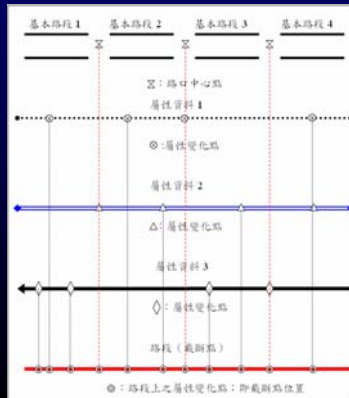 基本路段 1 基本路段 2 基本路段 3 基本路段 4
：路口中心點
屬性資料 1
：屬性變化點
屬性資料 2
：屬性變化點
屬性資料 3
：屬性變化點
路段（截斷點）
：路段上之屬性變化點；即截斷點位置